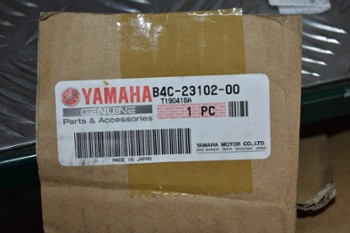 YAMAHA B4C-23102-00
GENUINE T190416A
Parts & Accessories 1 PC
MADE IN JAPAN YAMAHA MOTOR CO.,LTD.